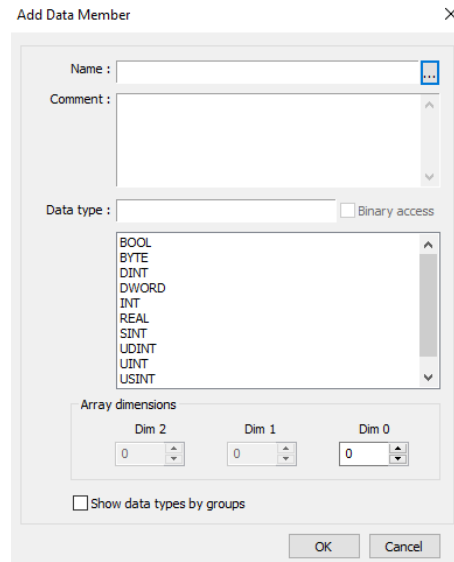 Add Data Member
Name :
...
Comment :
Data type :
Binary access
BOOL
BYTE
DINT
DWORD
INT
REAL
SINT
UDINT
UINT
USINT
Array dimensions
Dim 2 Dim 1 Dim 0
0 0 0
Show data types by groups
OK Cancel